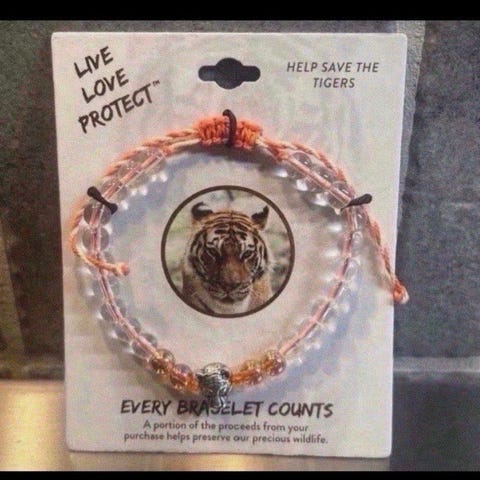 LIVE
LOVE
PROTECT™
HELP SAVE THE
TIGERS
EVERY BRACELET COUNTS
A portion of the proceeds from your
purchase helps preserve our precious wildlife.